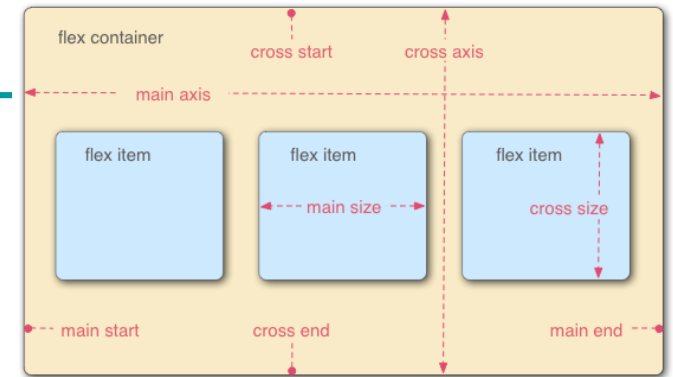 flex container
cross start
cross axis
main axis
flex item
flex item
flex item
main size
cross size
main start
cross end
main end